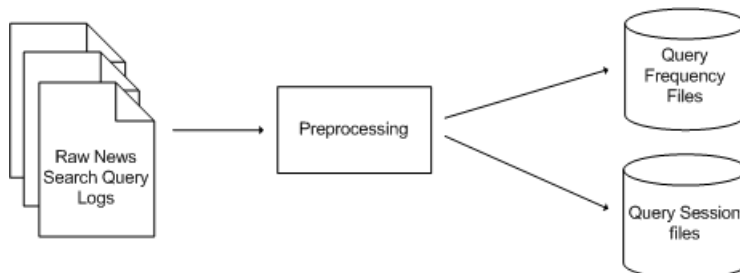 Raw News
Search Query
Logs
Preprocessing
Query
Frequency
Files
Query Session
files